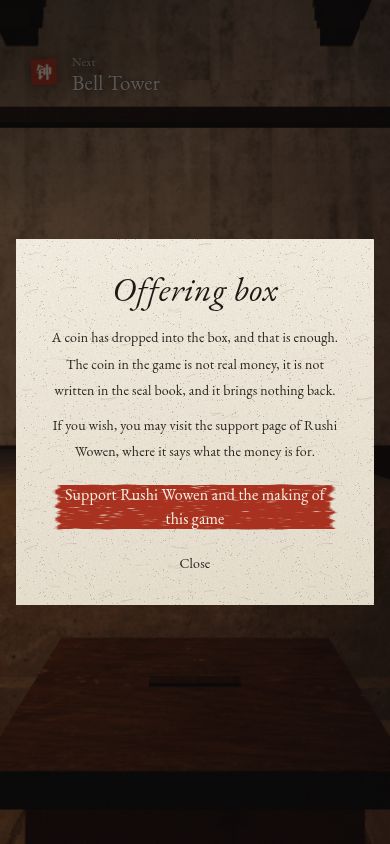 Next
Bell Tower
Offering box
A coin has dropped into the box, and that is enough.
The coin in the game is not real money, it is not
written in the seal book, and it brings nothing back.
If you wish, you may visit the support page of Rushi
Wowen, where it says what the money is for.
Support Rushi Wowen and the making of
this game
Close